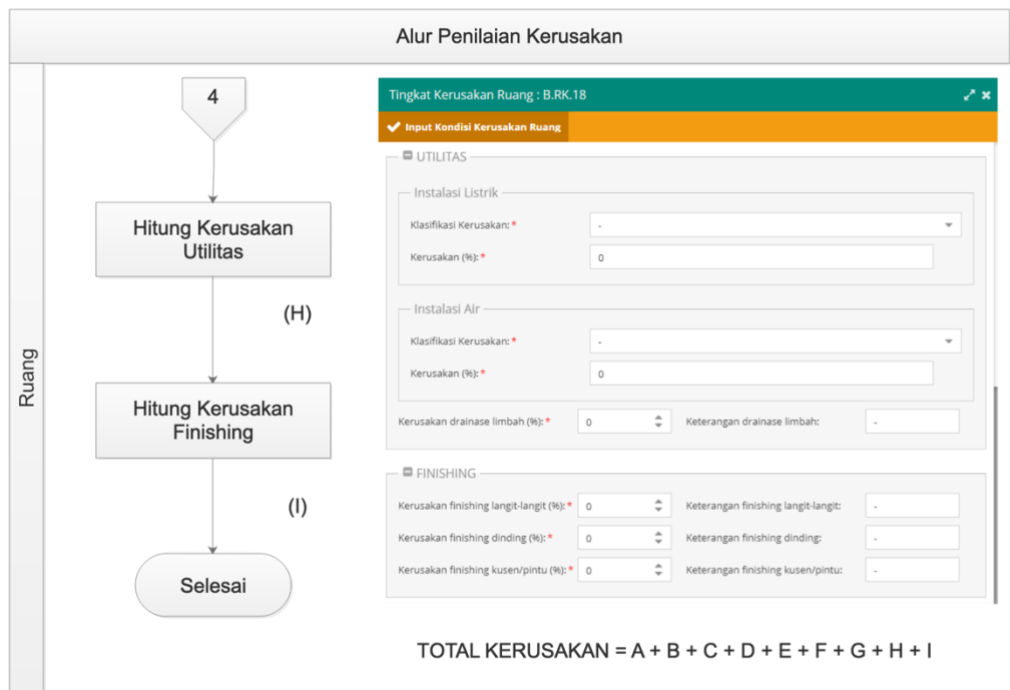 Alur Penilaian Kerusakan
Ruang
4
Hitung Kerusakan
Utilitas
(H)
Hitung Kerusakan
Finishing
(I)
Selesai
Tingkat Kerusakan Ruang : B.RK.18
Input Kondisi Kerusakan Ruang
UTILITAS
Instalasi Listrik
Klasifikasi Kerusakan:* -
Kerusakan (%):* 0
Instalasi Air
Klasifikasi Kerusakan:* -
Kerusakan (%):* 0
Kerusakan drainase limbah (%):* 0 Keterangan drainase limbah: -
FINISHING
Kerusakan finishing langit-langit (%):* 0 Keterangan finishing langit-langit: -
Kerusakan finishing dinding (%):* 0 Keterangan finishing dinding: -
Kerusakan finishing kusen/pintu (%):* 0 Keterangan finishing kusen/pintu: -
TOTAL KERUSAKAN = A + B + C + D + E + F + G + H + I